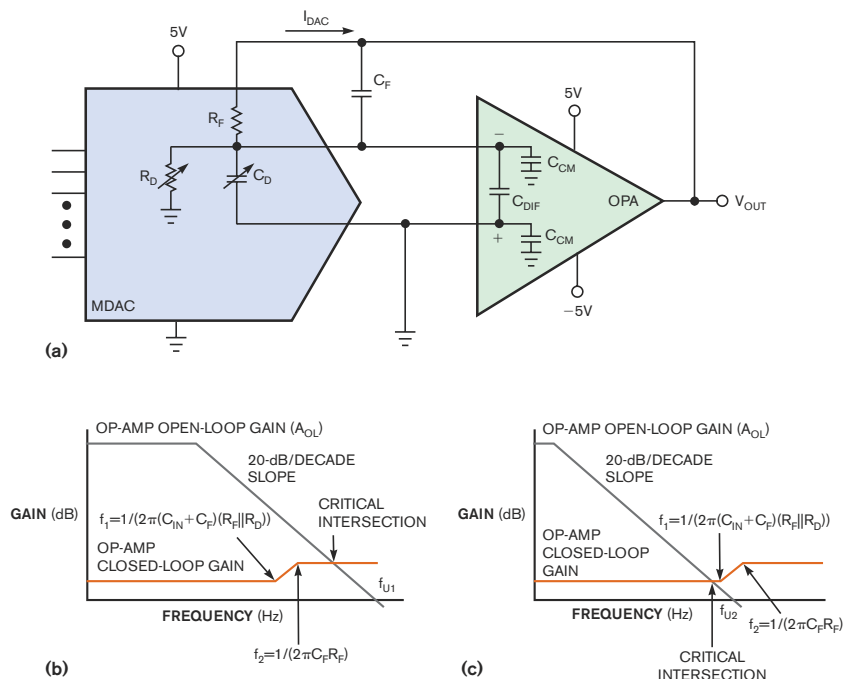 I_DAC
5V
C_F
R_F
5V
R_D
C_D
−
C_CM
C_DIF
OPA
V_OUT
+
C_CM
MDAC
−5V
(a)
OP-AMP OPEN-LOOP GAIN (A_OL)
20-dB/DECADE
SLOPE
CRITICAL
INTERSECTION
GAIN (dB)
f_1=1/(2π(C_IN+C_F)(R_F||R_D))
OP-AMP
CLOSED-LOOP GAIN
f_U1
FREQUENCY (Hz)
f_2=1/(2πC_FR_F)
(b)
OP-AMP OPEN-LOOP GAIN (A_OL)
20-dB/DECADE
SLOPE
f_1=1/(2π(C_IN+C_F)(R_F||R_D))
GAIN (dB)
OP-AMP
CLOSED-LOOP
GAIN
FREQUENCY (Hz)
f_U2
f_2=1/(2πC_FR_F)
CRITICAL
INTERSECTION
(c)